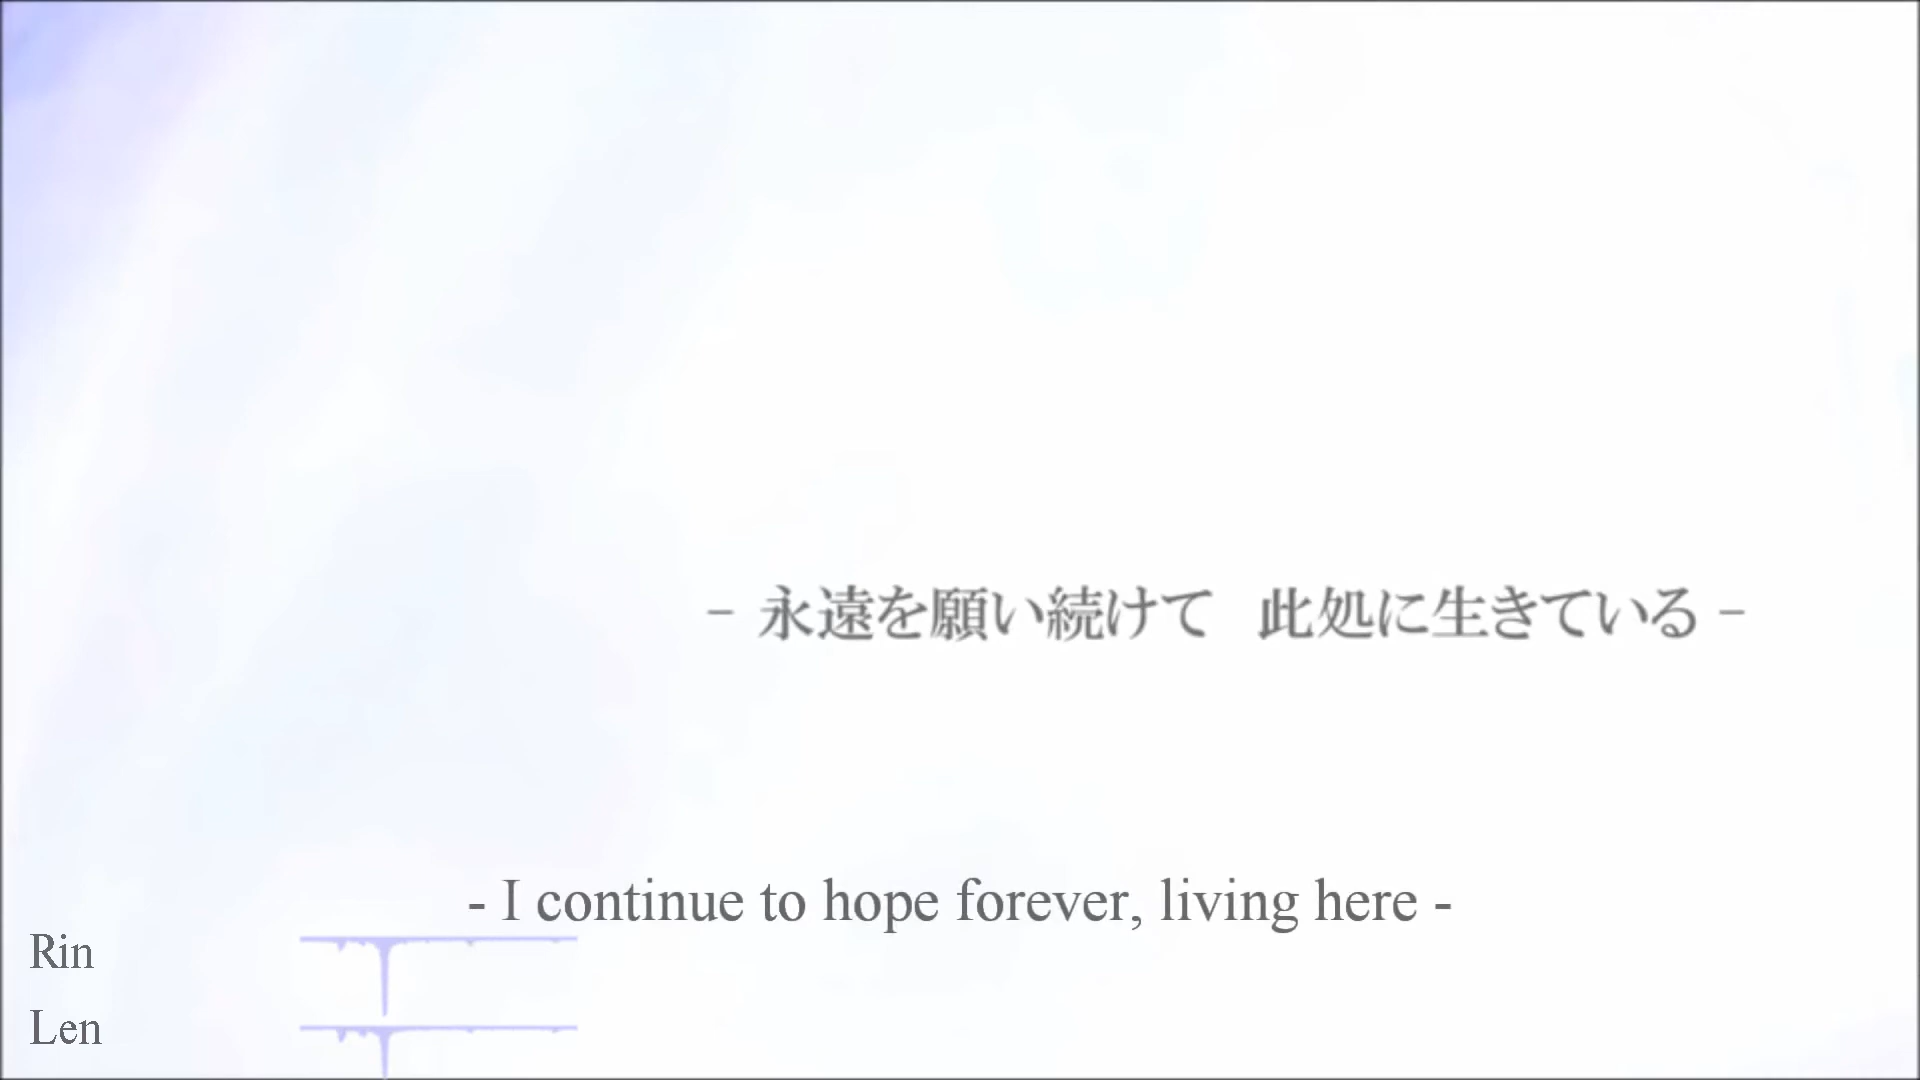 - 永遠を願い続けて　此処に生きている -
- I continue to hope forever, living here -
Rin
Len